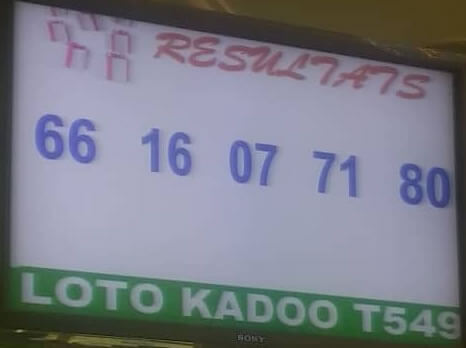 RESULTATS
66 16 07 71 80
LOTO KADOO T549
SONY